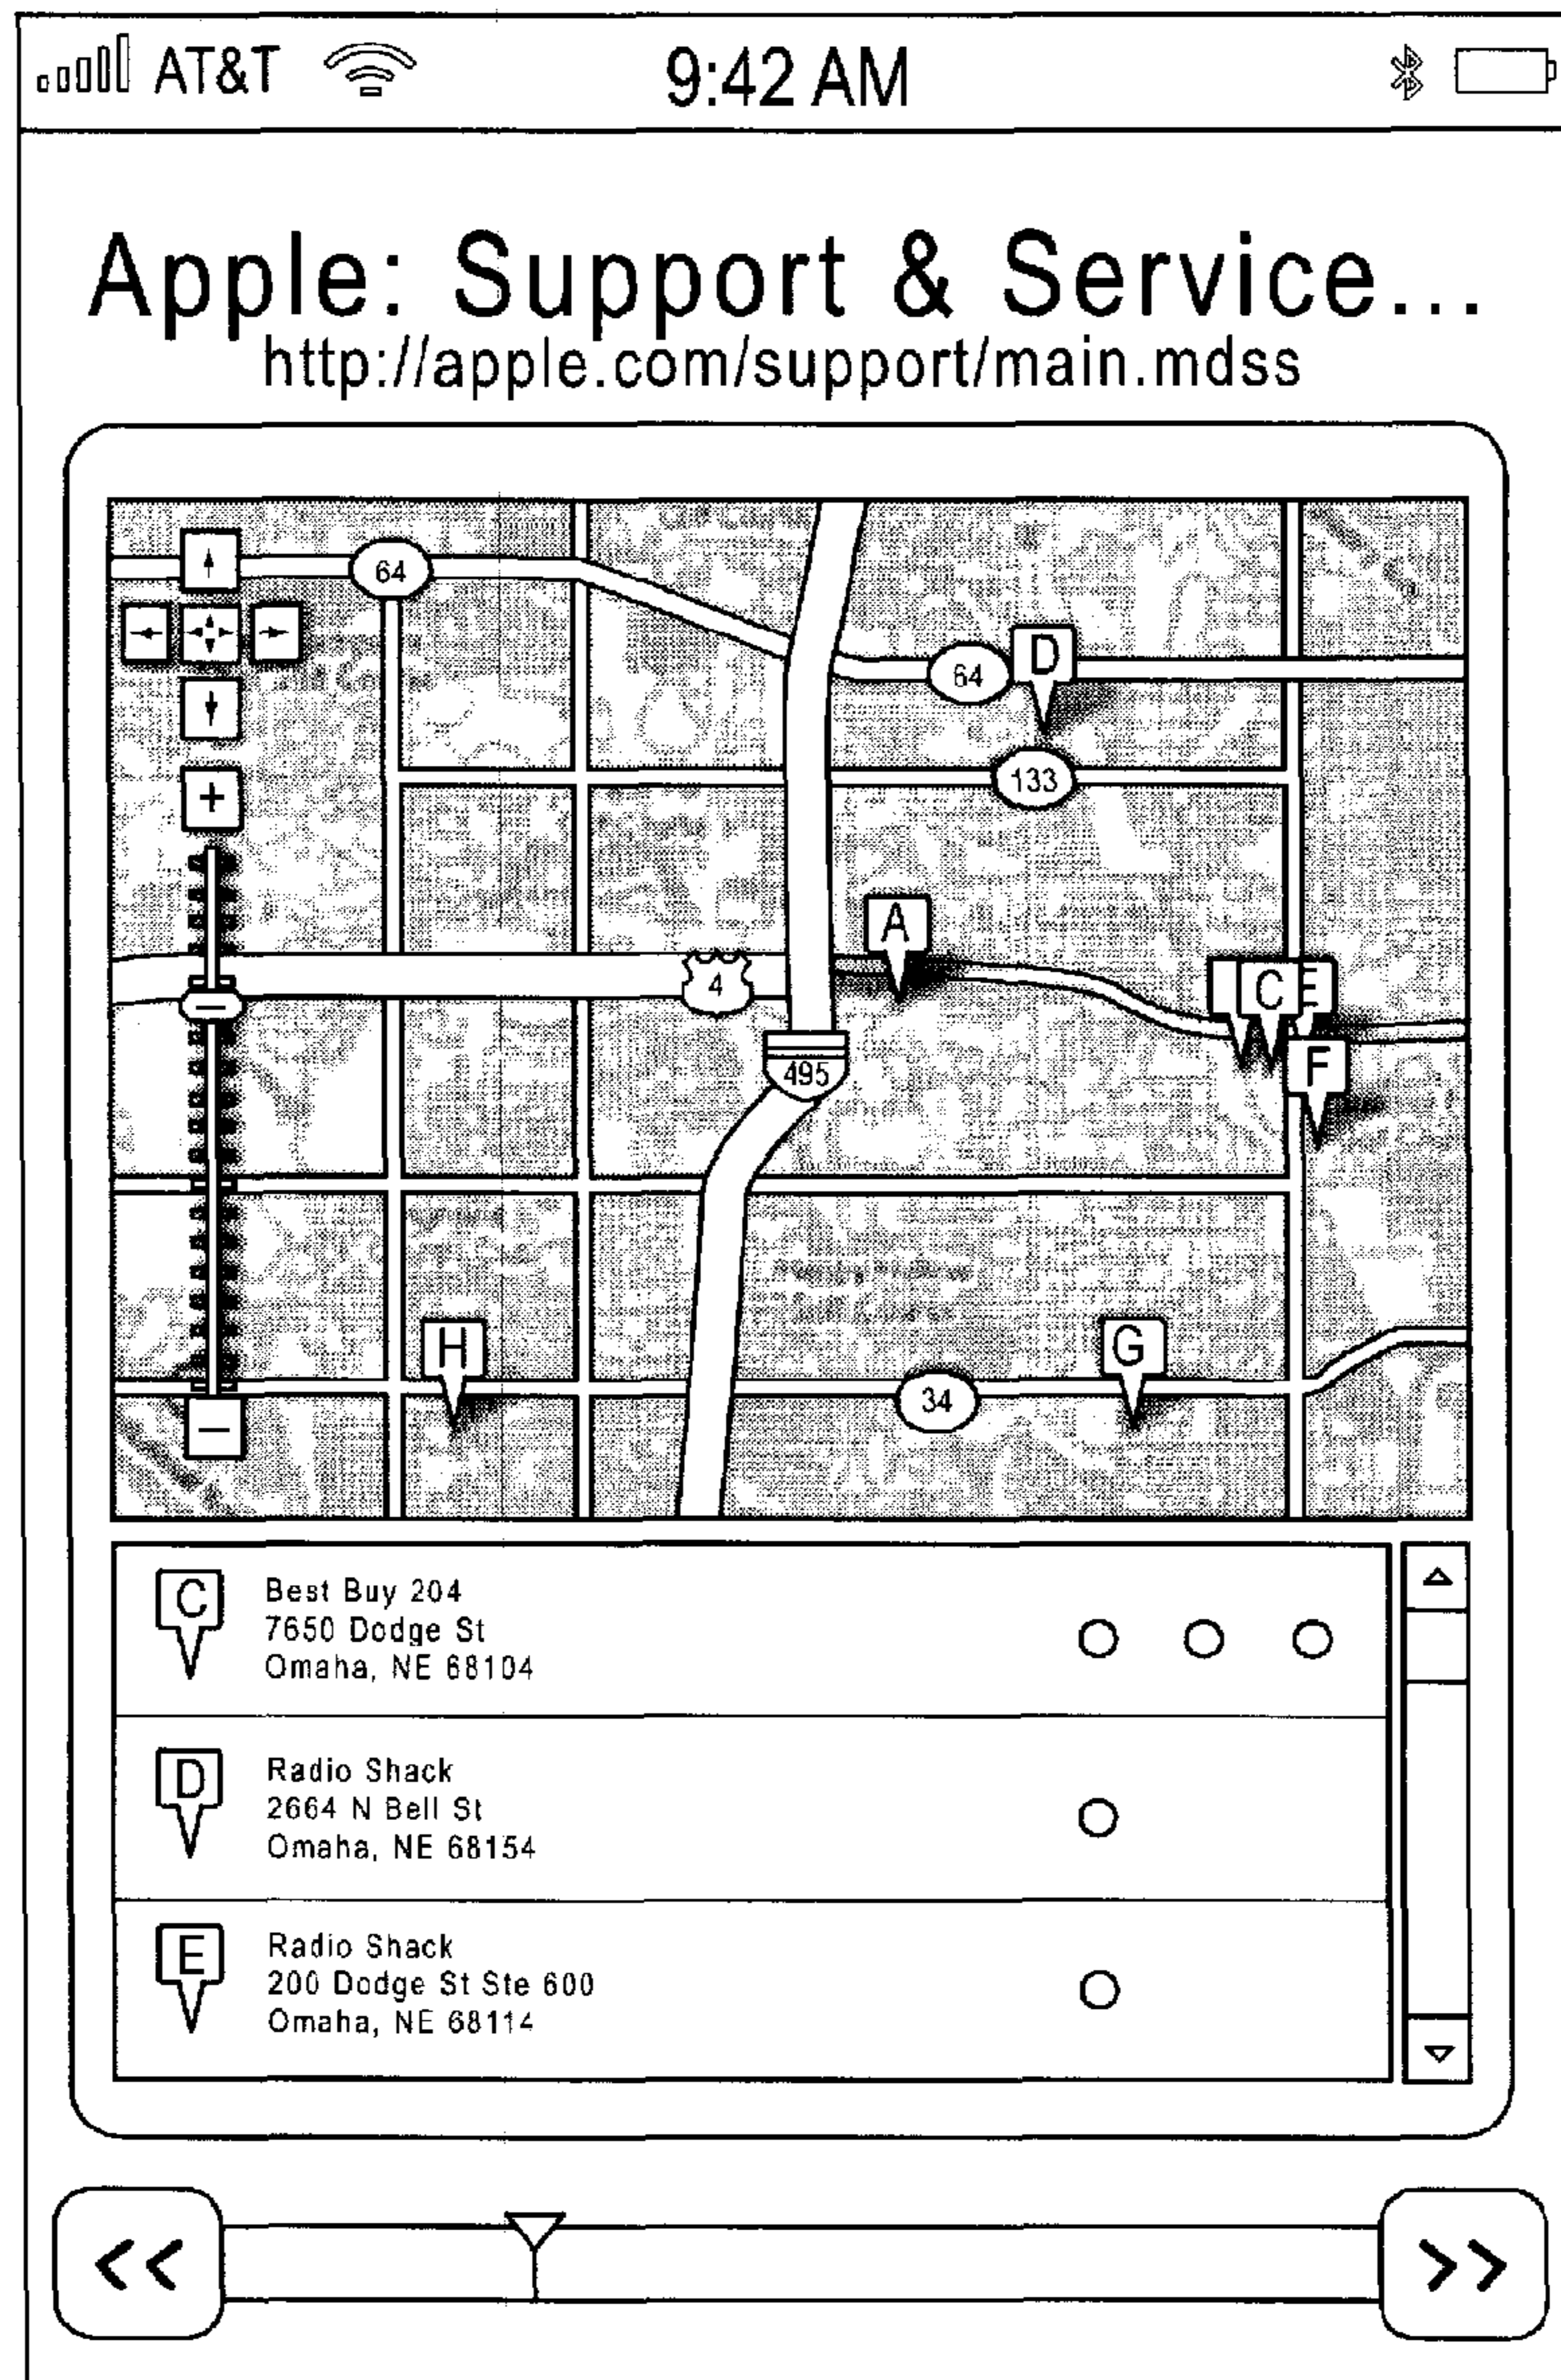 AT&T 9:42 AM
Apple: Support & Service...
http://apple.com/support/main.mdss
64
64
D
+
133
A
4
C E
495
F
H
G
34
−
C
Best Buy 204
7650 Dodge St
Omaha, NE 68104
D
Radio Shack
2664 N Bell St
Omaha, NE 68154
E
Radio Shack
200 Dodge St Ste 600
Omaha, NE 68114
<< >>